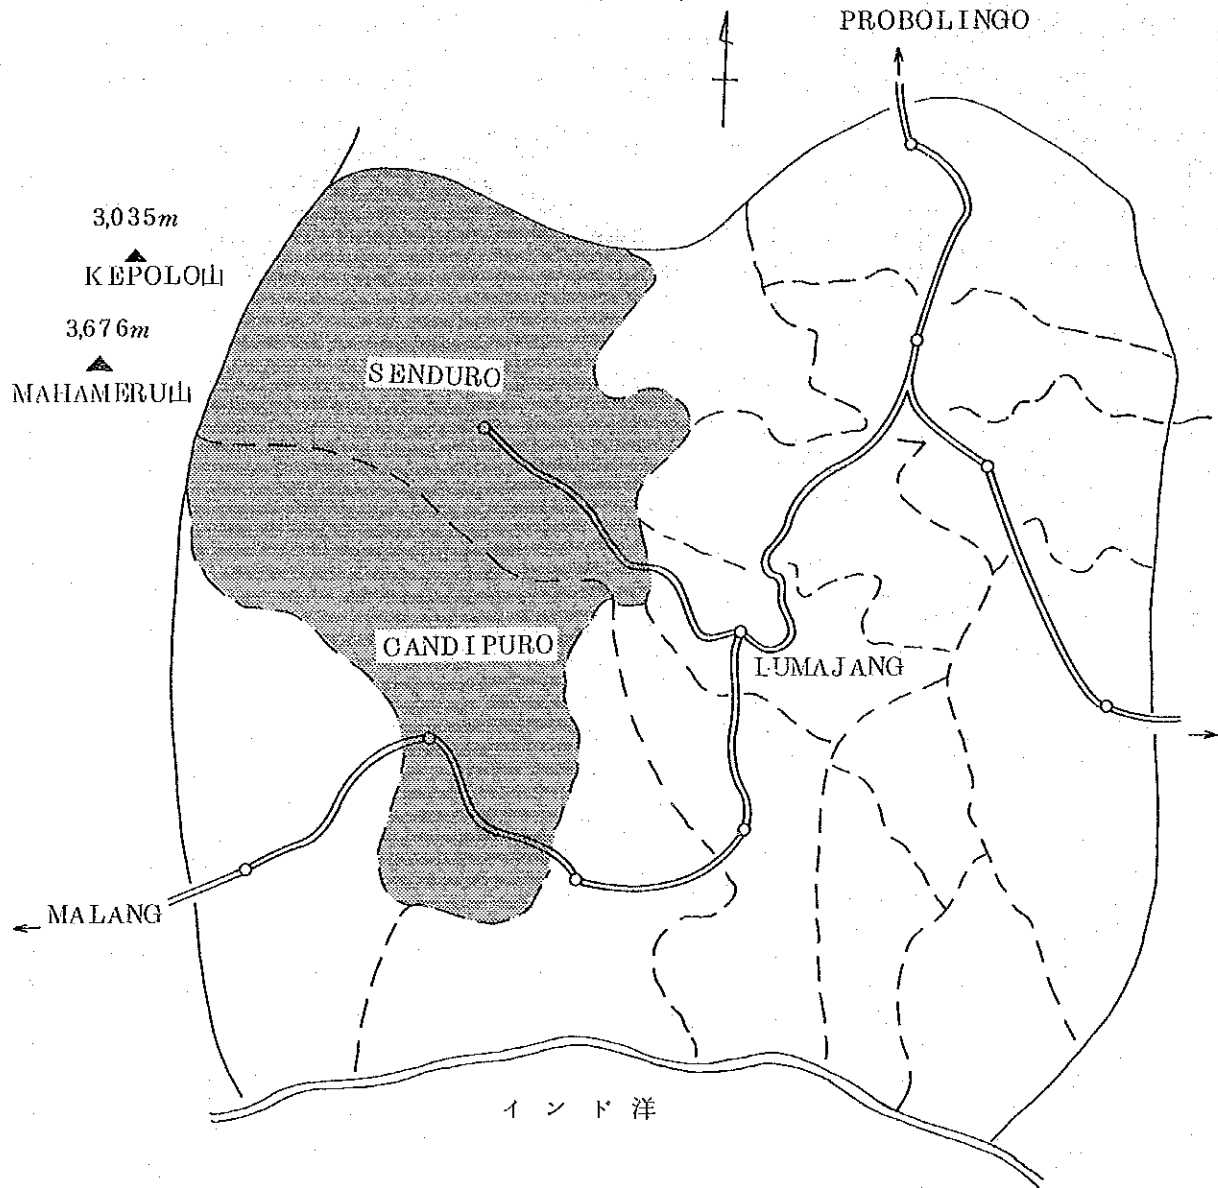 PROBOLINGO
3,035m
KEPOLO山
3,676m
MAHAMERU山
SENDURO
CANDIPURO
LUMAJANG
MALANG
インド洋